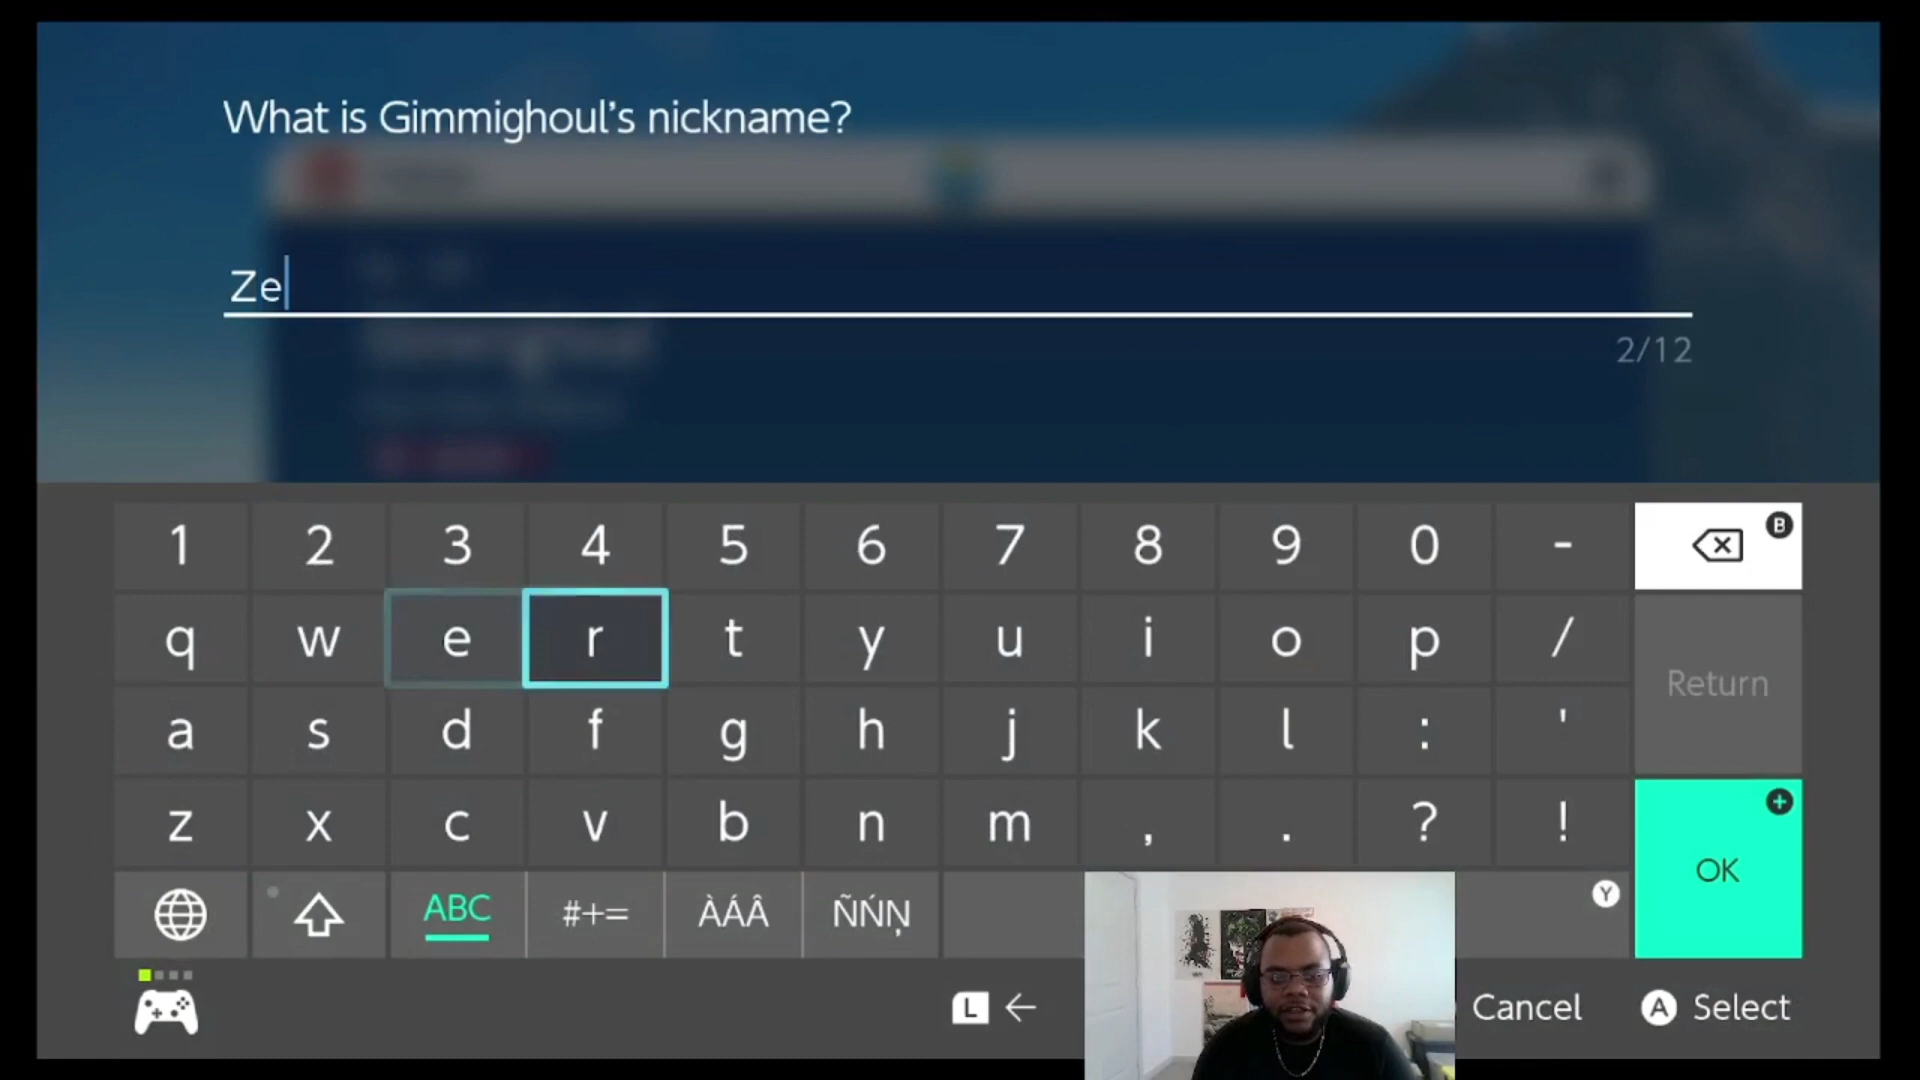 What is Gimmighoul's nickname?
Ze
2/12
1 2 3 4 5 6 7 8 9 0 - B
q w e r t y u i o p /
Return
a s d f g h j k l : '
z x c v b n m , . ? ! +
OK
ABC #+= ÀÁÂ ÑŃŅ Y
L ← Cancel A Select